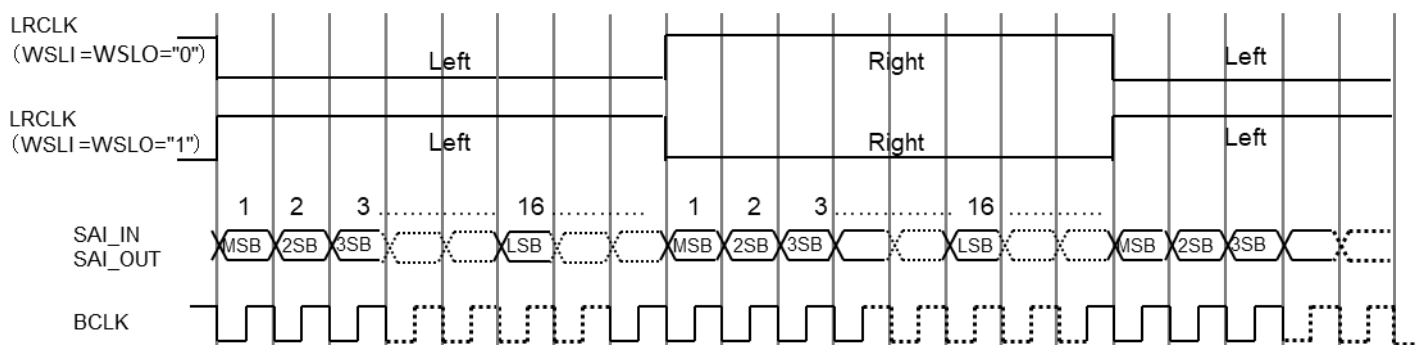 LRCLK
（WSLI=WSLO="0"）
Left
Right
Left
LRCLK
（WSLI=WSLO="1"）
Left
Right
Left
1 2 3 .......... 16 .......... 1 2 3 .......... 16 ..........
SAI_IN
SAI_OUT
MSB 2SB 3SB LSB MSB 2SB 3SB LSB MSB 2SB 3SB
BCLK